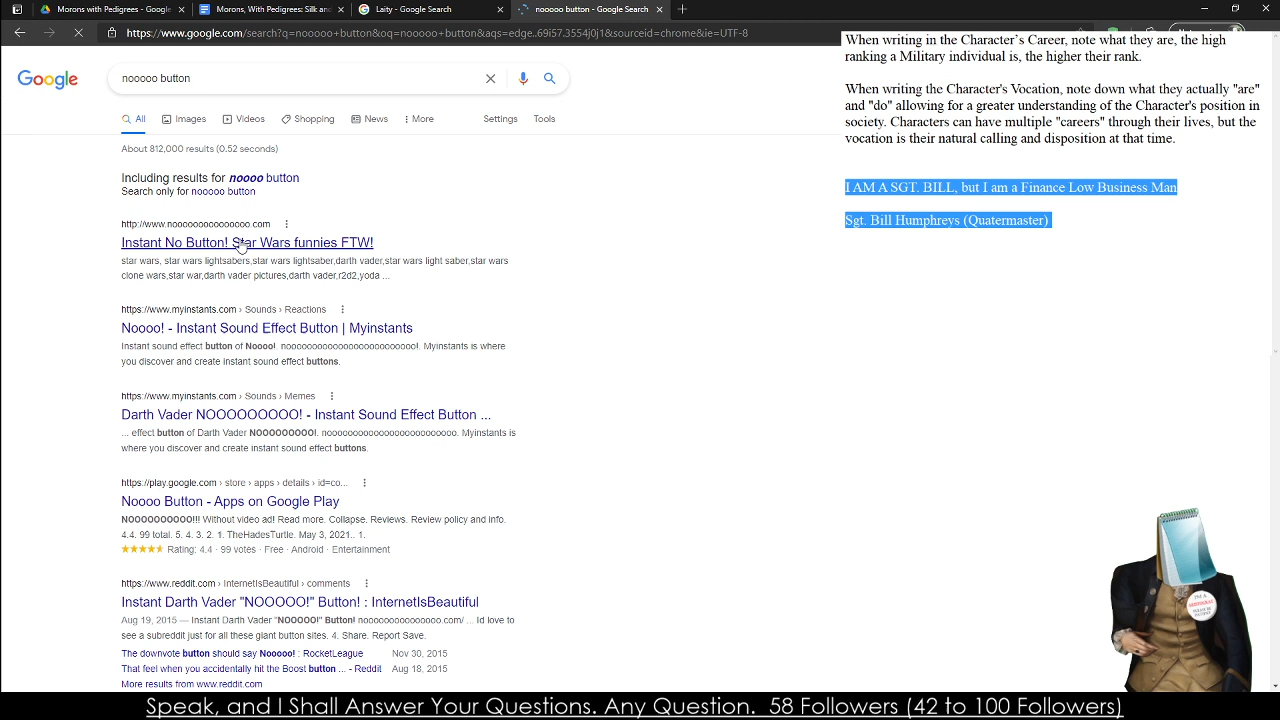 Morons with Pedigrees - Google
Morons, With Pedigrees: Silk and
Laity - Google Search
nooooo button - Google Search
https://www.google.com/search?q=nooooo+button&oq=nooooo+button&aqs=edge..69i57.3554j0j1&sourceid=chrome&ie=UTF-8
Google
nooooo button
All
Images
Videos
Shopping
News
More
Settings
Tools
About 812,000 results (0.52 seconds)
Including results for noooo button
Search only for nooooo button
http://www.nooooooooooooooo.com
Instant No Button! Star Wars funnies FTW!
star wars, star wars lightsabers,star wars lightsaber,darth vader,star wars light saber,star wars
clone wars,star war,darth vader pictures,darth vader,r2d2,yoda ...
https://www.myinstants.com › Sounds › Reactions
Noooo! - Instant Sound Effect Button | Myinstants
Instant sound effect button of Noooo!. nooooooooooooooooooooooooo!. Myinstants is where
you discover and create instant sound effect buttons.
https://www.myinstants.com › Sounds › Memes
Darth Vader NOOOOOOOOO! - Instant Sound Effect Button ...
... effect button of Darth Vader NOOOOOOOOO!. nooooooooooooooooooooooooo. Myinstants is
where you discover and create instant sound effect buttons.
https://play.google.com › store › apps › details › id=co...
Noooo Button - Apps on Google Play
NOOOOOOOOOO!!! Without video ad! Read more. Collapse. Reviews. Review policy and info.
4.4. 99 total. 5. 4. 3. 2. 1. TheHadesTurtle. May 3, 2021.. 1.
Rating: 4.4 · 99 votes · Free · Android · Entertainment
https://www.reddit.com › InternetIsBeautiful › comments
Instant Darth Vader "NOOOOO!" Button! : InternetIsBeautiful
Aug 19, 2015 — Instant Darth Vader "NOOOOO!" Button! nooooooooooooooo.com/ ... Id love to
see a subreddit just for all these giant button sites. 4. Share. Report Save.
The downvote button should say Nooooo! : RocketLeague Nov 30, 2015
That feel when you accidentally hit the Boost button ... - Reddit Aug 18, 2015
More results from www.reddit.com
When writing in the Character's Career, note what they are, the high
ranking a Military individual is, the higher their rank.
When writing the Character's Vocation, note down what they actually "are"
and "do" allowing for a greater understanding of the Character's position in
society. Characters can have multiple "careers" through their lives, but the
vocation is their natural calling and disposition at that time.
I AM A SGT. BILL, but I am a Finance Low Business Man
Sgt. Bill Humphreys (Quatermaster)
I'M A
Speak, and I Shall Answer Your Questions. Any Question. 58 Followers (42 to 100 Followers)